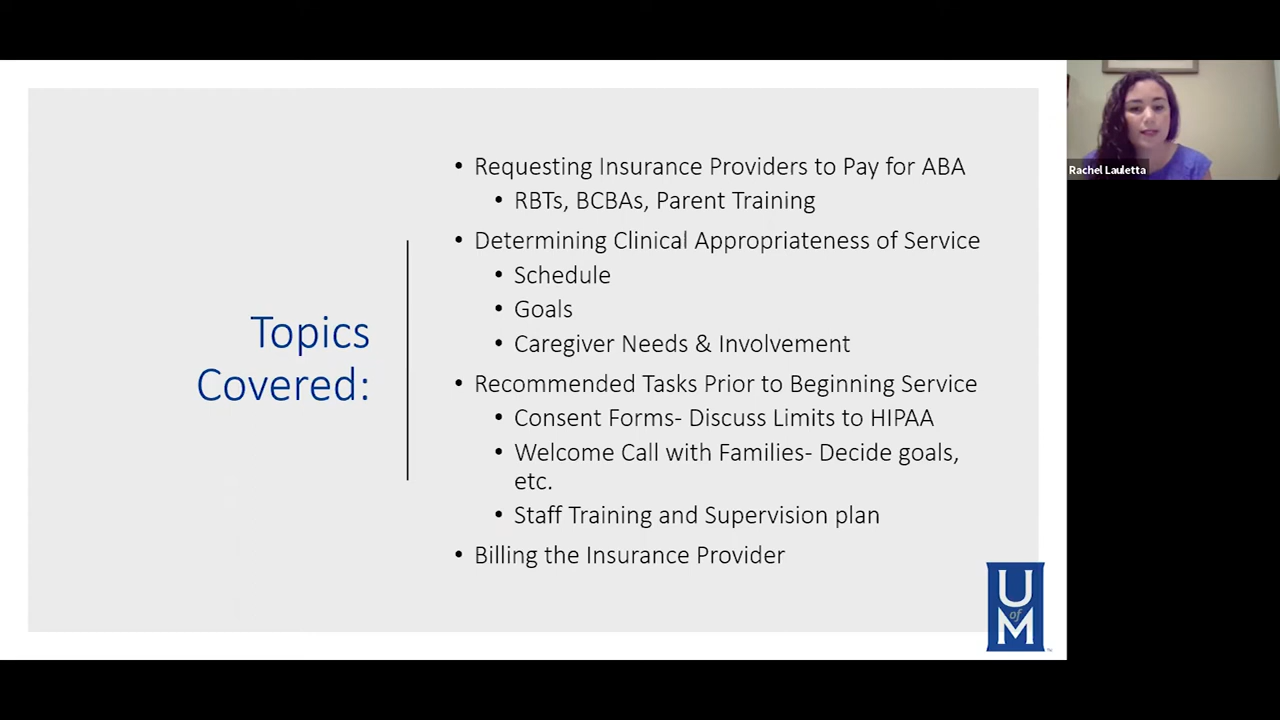 Topics
Covered:
• Requesting Insurance Providers to Pay for ABA
• RBTs, BCBAs, Parent Training
• Determining Clinical Appropriateness of Service
• Schedule
• Goals
• Caregiver Needs & Involvement
• Recommended Tasks Prior to Beginning Service
• Consent Forms- Discuss Limits to HIPAA
• Welcome Call with Families- Decide goals,
etc.
• Staff Training and Supervision plan
• Billing the Insurance Provider
U
of
M
Rachel Lauletta